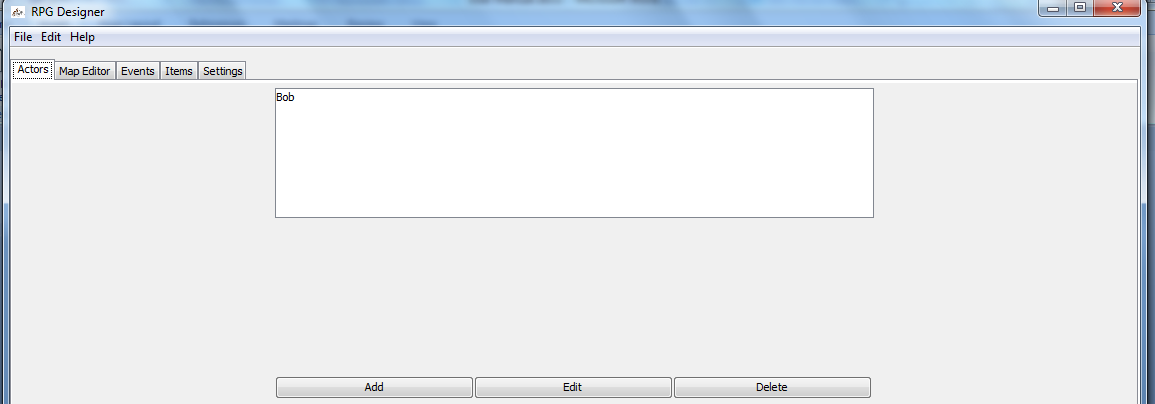 RPG Designer
File Edit Help
Actors Map Editor Events Items Settings
Bob
Add Edit Delete